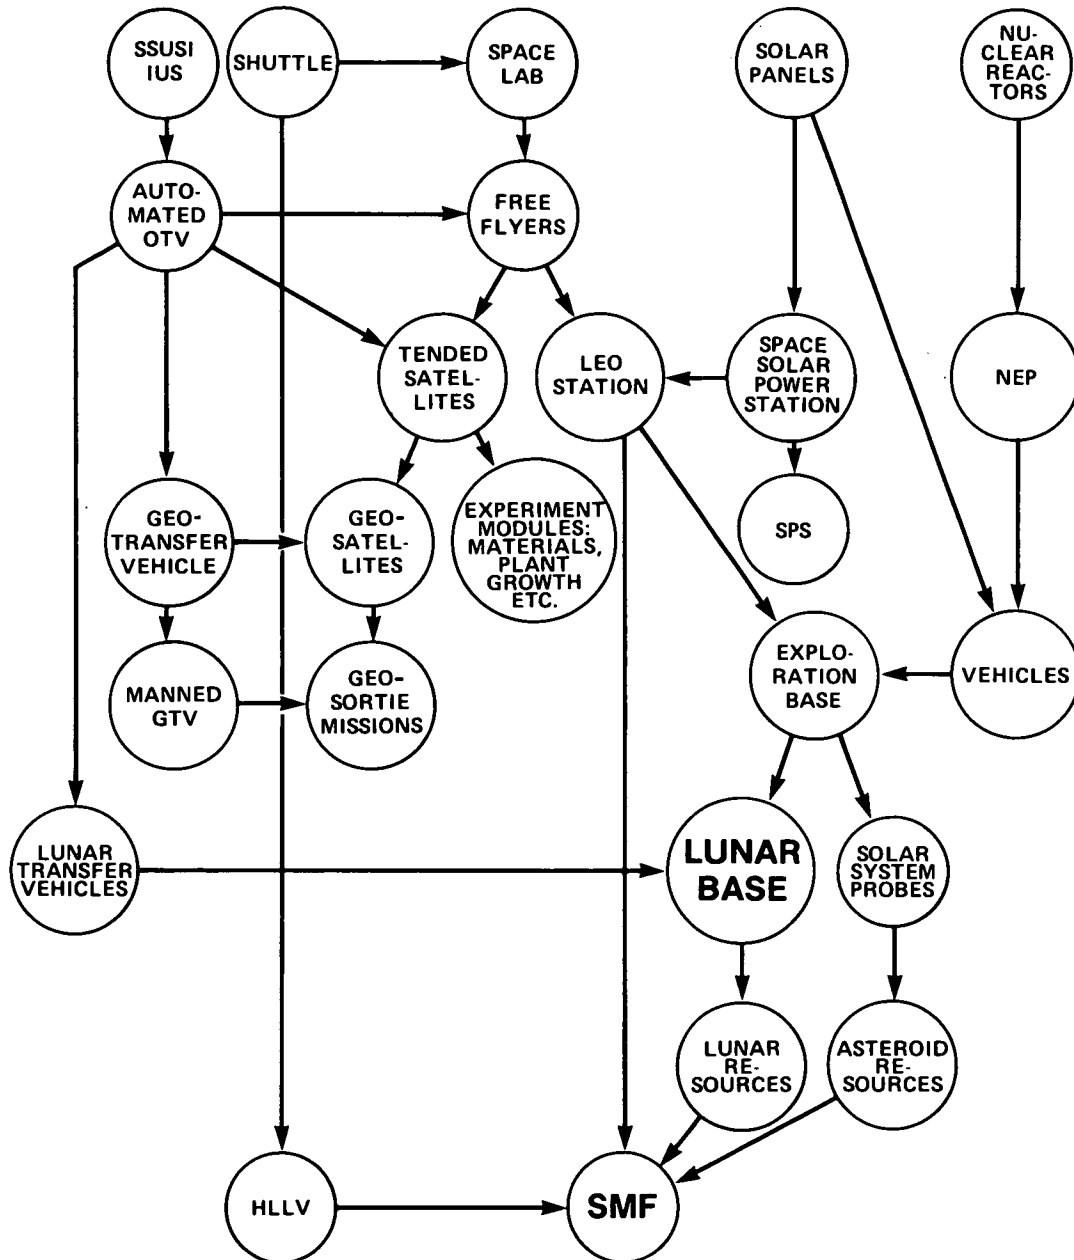 SSUSI
IUS
SHUTTLE
SPACE
LAB
SOLAR
PANELS
NU-
CLEAR
REAC-
TORS
AUTO-
MATED
OTV
FREE
FLYERS
TENDED
SATEL-
LITES
LEO
STATION
SPACE
SOLAR
POWER
STATION
NEP
GEO-
TRANSFER
VEHICLE
GEO-
SATEL-
LITES
EXPERIMENT
MODULES:
MATERIALS,
PLANT
GROWTH
ETC.
SPS
MANNED
GTV
GEO-
SORTIE
MISSIONS
EXPLO-
RATION
BASE
VEHICLES
LUNAR
TRANSFER
VEHICLES
LUNAR
BASE
SOLAR
SYSTEM
PROBES
LUNAR
RE-
SOURCES
ASTEROID
RE-
SOURCES
HLLV
SMF